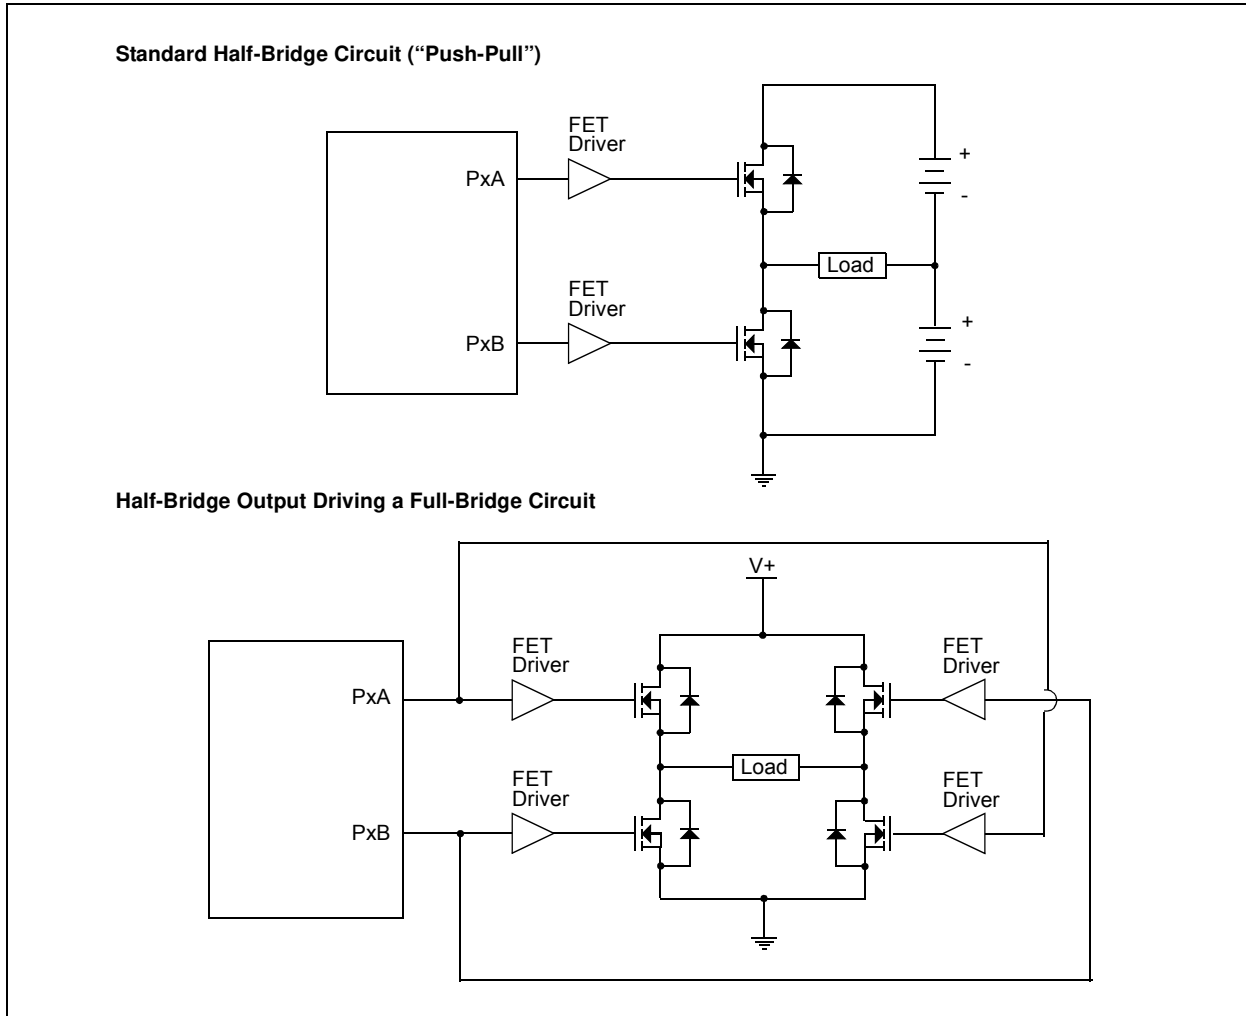 Standard Half-Bridge Circuit (“Push-Pull”)
FET
Driver
PxA
+
-
Load
FET
Driver
PxB
+
-
Half-Bridge Output Driving a Full-Bridge Circuit
V+
FET
Driver
FET
Driver
PxA
Load
FET
Driver
FET
Driver
PxB